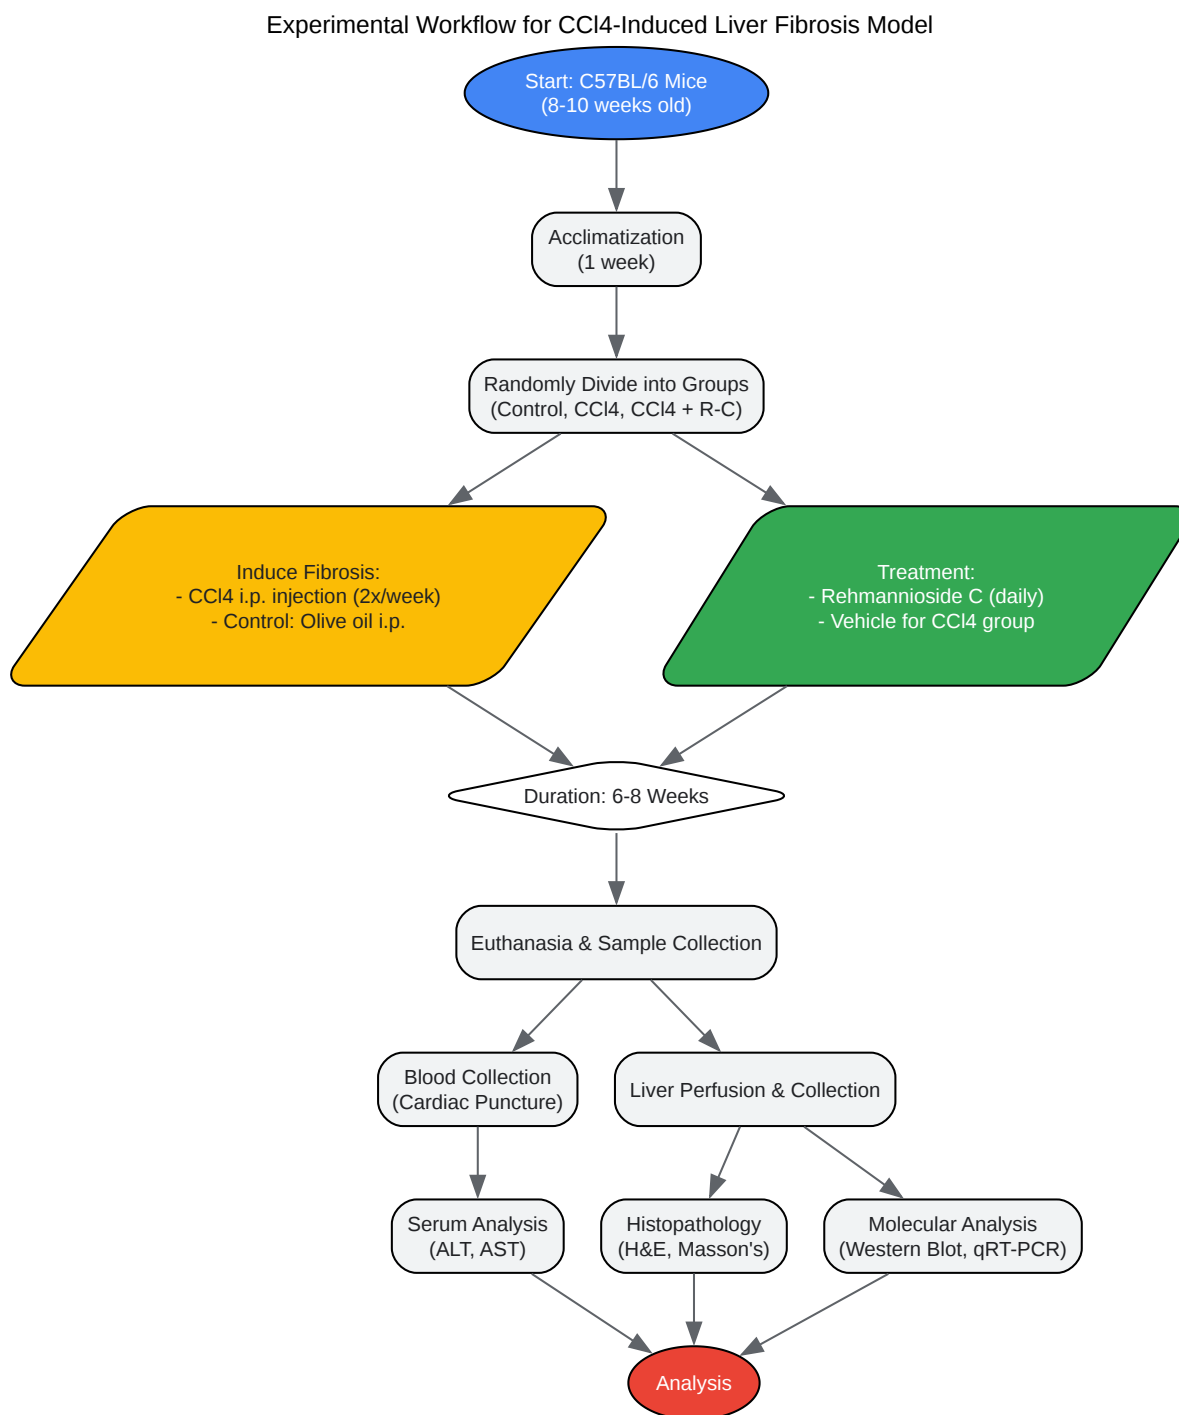 Experimental Workflow for CCl4-Induced Liver Fibrosis Model
Start: C57BL/6 Mice
(8-10 weeks old)
Acclimatization
(1 week)
Randomly Divide into Groups
(Control, CCl4, CCl4 + R-C)
Induce Fibrosis:
- CCl4 i.p. injection (2x/week)
- Control: Olive oil i.p.
Treatment:
- Rehmannioside C (daily)
- Vehicle for CCl4 group
Duration: 6-8 Weeks
Euthanasia & Sample Collection
Blood Collection
(Cardiac Puncture)
Liver Perfusion & Collection
Serum Analysis
(ALT, AST)
Histopathology
(H&E, Masson's)
Molecular Analysis
(Western Blot, qRT-PCR)
Analysis